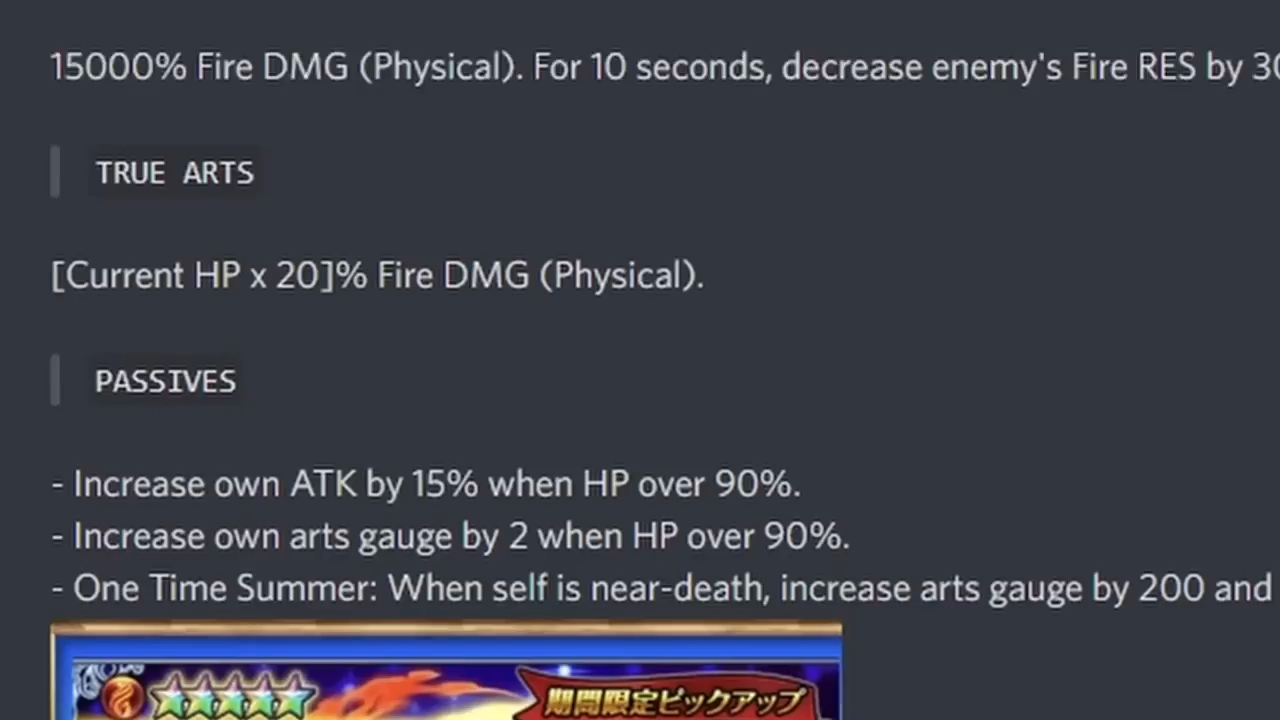 15000% Fire DMG (Physical). For 10 seconds, decrease enemy's Fire RES by
TRUE ARTS
[Current HP x 20]% Fire DMG (Physical).
PASSIVES
- Increase own ATK by 15% when HP over 90%.
- Increase own arts gauge by 2 when HP over 90%.
- One Time Summer: When self is near-death, increase arts gauge by 200 and
期間限定ピックアップ